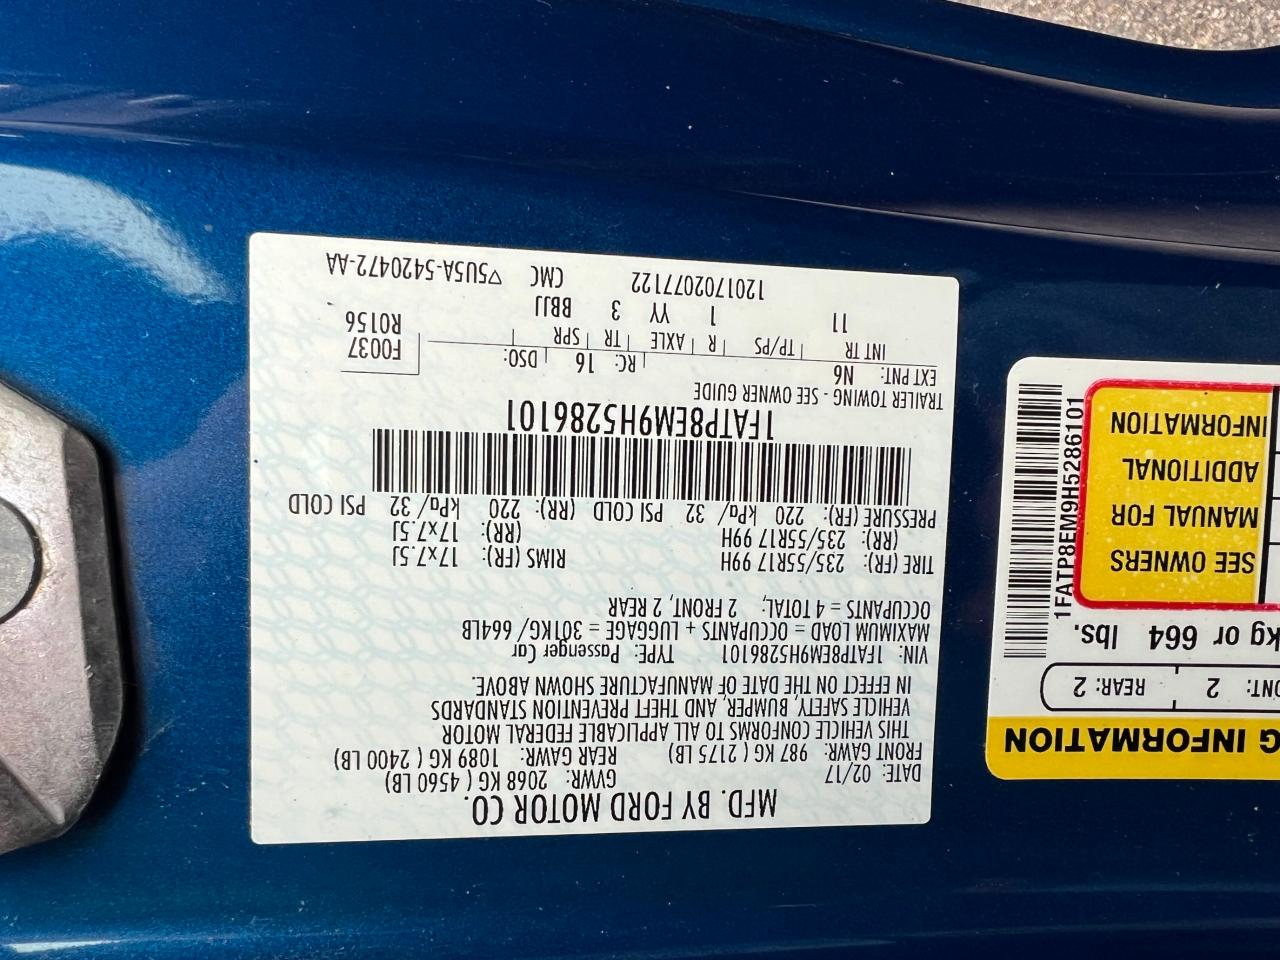 MFD. BY FORD MOTOR CO.
DATE: 02/17 GVWR: 2068 KG ( 4560 LB)
FRONT GAWR: 987 KG ( 2175 LB) REAR GAWR: 1089 KG ( 2400 LB)
THIS VEHICLE CONFORMS TO ALL APPLICABLE FEDERAL MOTOR
VEHICLE SAFETY, BUMPER, AND THEFT PREVENTION STANDARDS
IN EFFECT ON THE DATE OF MANUFACTURE SHOWN ABOVE.
VIN: 1FATP8EM9H5286101 TYPE: Passenger Car
MAXIMUM LOAD = OCCUPANTS + LUGGAGE = 301KG/ 664LB
OCCUPANTS = 4 TOTAL; 2 FRONT, 2 REAR
TIRE (FR): 235/55R17 99H RIMS (FR): 17x7.5J
(RR): 235/55R17 99H (RR): 17x7.5J
PRESSURE (FR): 220 kPa/ 32 PSI COLD (RR): 220 kPa/ 32 PSI COLD
1FATP8EM9H5286101
TRAILER TOWING - SEE OWNER GUIDE
EXT PNT: N6 RC: 16 DSO: F0037
INT TR TP/PS R AXLE TR SPR R0156
11 1 YY 3 BBJJ
120170207122 CMC ▽5U5A-5420472-AA
G INFORMATION
NT: 2 REAR: 2
kg or 664 lbs.
SEE OWNERS
MANUAL FOR
ADDITIONAL
INFORMATION
1FATP8EM9H5286101